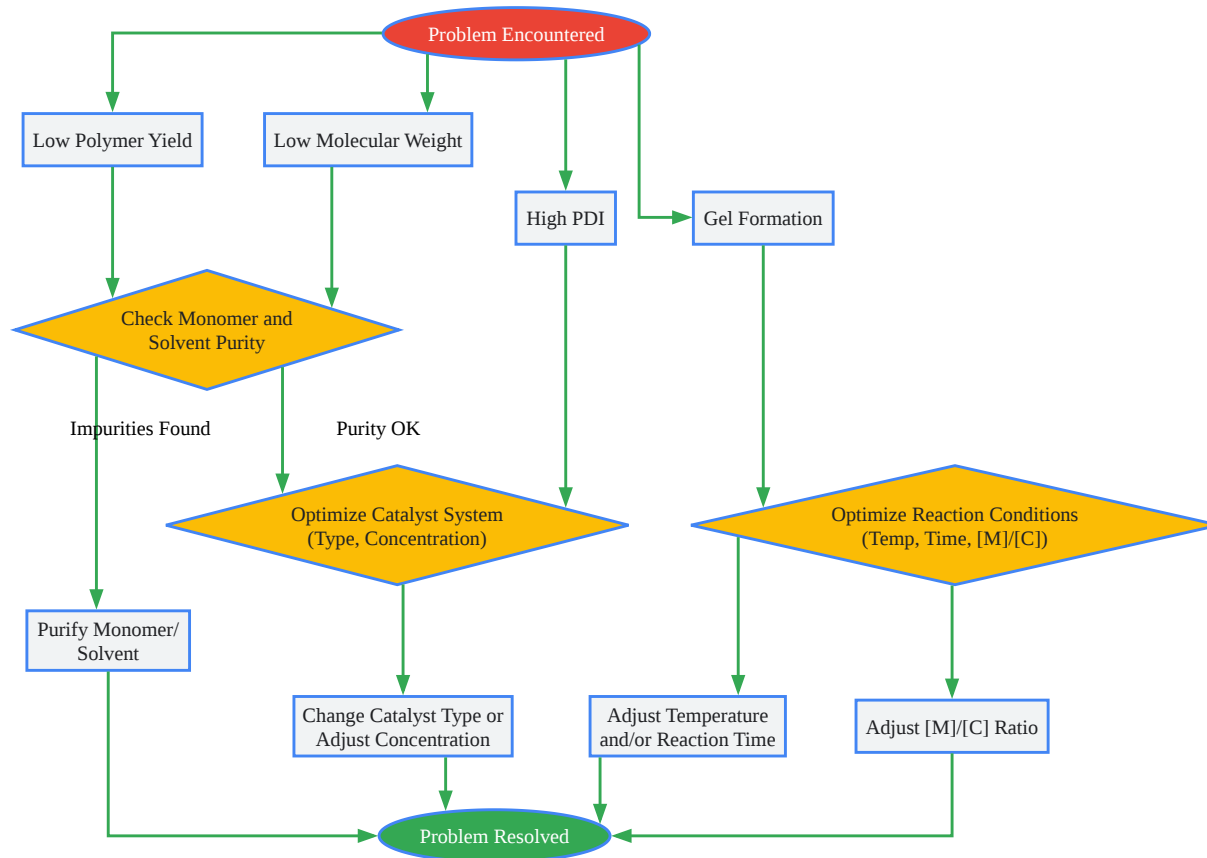 Problem Encountered
Low Polymer Yield
Low Molecular Weight
High PDI
Gel Formation
Check Monomer and
Solvent Purity
Impurities Found
Purity OK
Optimize Catalyst System
(Type, Concentration)
Optimize Reaction Conditions
(Temp, Time, [M]/[C])
Purify Monomer/
Solvent
Change Catalyst Type or
Adjust Concentration
Adjust Temperature
and/or Reaction Time
Adjust [M]/[C] Ratio
Problem Resolved